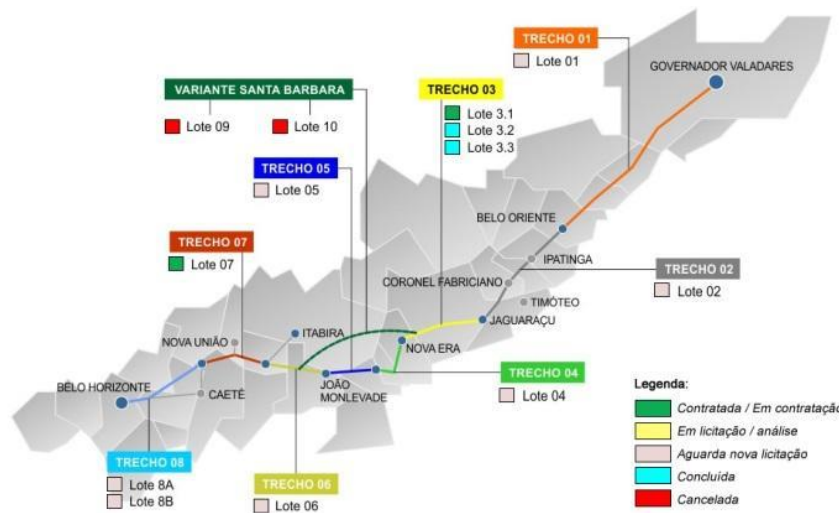 TRECHO 01
Lote 01
GOVERNADOR VALADARES
VARIANTE SANTA BARBARA
Lote 09
Lote 10
TRECHO 03
Lote 3.1
Lote 3.2
Lote 3.3
TRECHO 05
Lote 05
BELO ORIENTE
TRECHO 07
Lote 07
IPATINGA
TRECHO 02
Lote 02
CORONEL FABRICIANO
TIMÓTEO
JAGUARAÇU
NOVA UNIÃO
ITABIRA
NOVA ERA
TRECHO 04
Lote 04
BELO HORIZONTE
CAETÉ
JOÃO
MONLEVADE
TRECHO 08
Lote 8A
Lote 8B
TRECHO 06
Lote 06
Legenda:
Contratada / Em contratação
Em licitação / análise
Aguarda nova licitação
Concluída
Cancelada